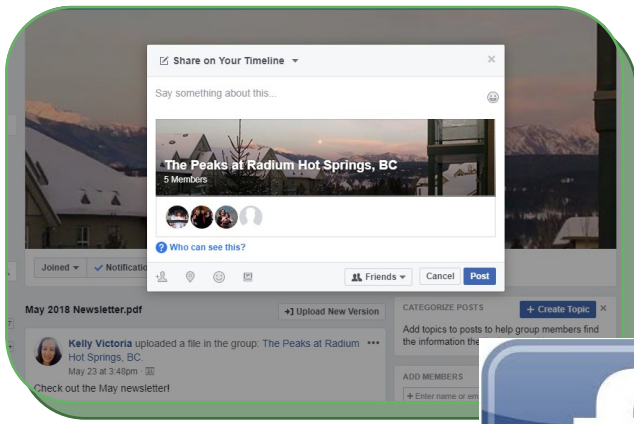 Share on Your Timeline
Say something about this...
The Peaks at Radium Hot Springs, BC
5 Members
Who can see this?
Friends
Cancel
Post
Joined
May 2018 Newsletter.pdf
Upload New Version
Kelly Victoria uploaded a file in the group: The Peaks at Radium
Hot Springs, BC.
May 23 at 3:48pm
Check out the May newsletter!
CATEGORIZE POSTS
+ Create Topic
Add topics to posts to help group members find
the information
ADD MEMBERS
+ Enter name or